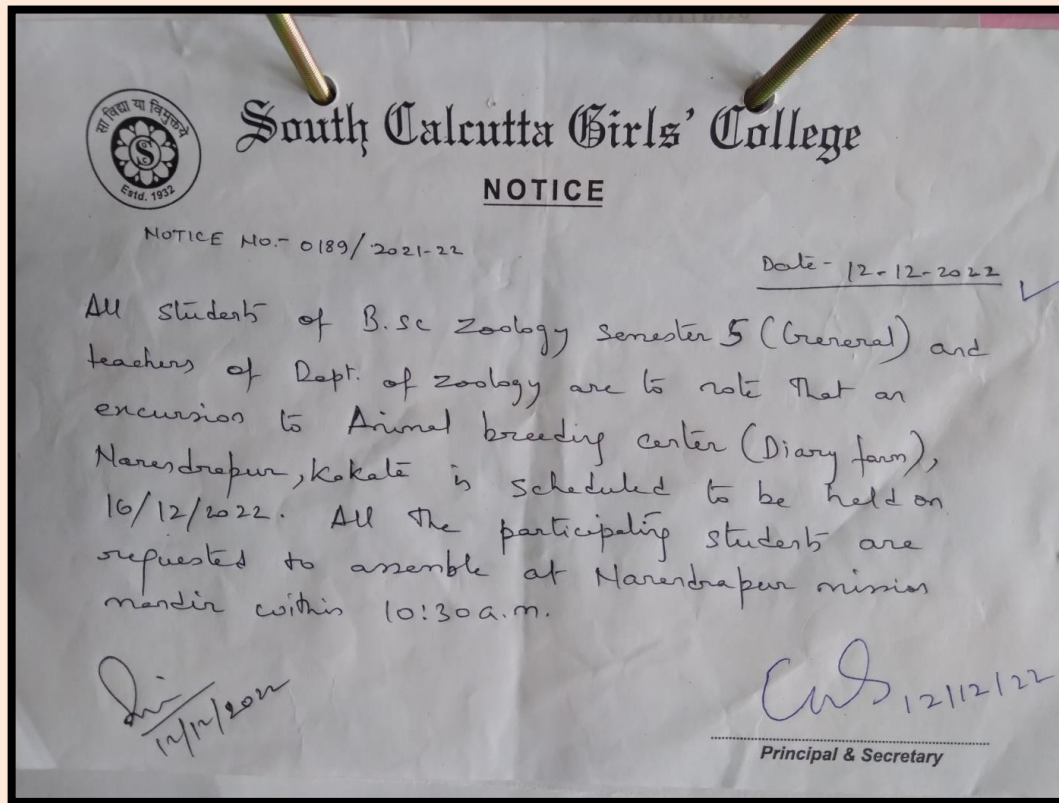 सा विद्या या विमुक्तये
S
Estd. 1932
South Calcutta Girls' College
NOTICE
NOTICE NO.- 0189/2021-22
Date - 12-12-2022
All students of B.Sc Zoology semester 5 (General) and
teachers of Dept. of Zoology are to note that an
excursion to Animal breeding center (Diary farm),
Narendrapur, Kokate is scheduled to be held on
16/12/2022. All the participating students are
requested to assemble at Narendrapur mission
mandir within 10:30 a.m.
12/12/2022
12/12/22
Principal & Secretary